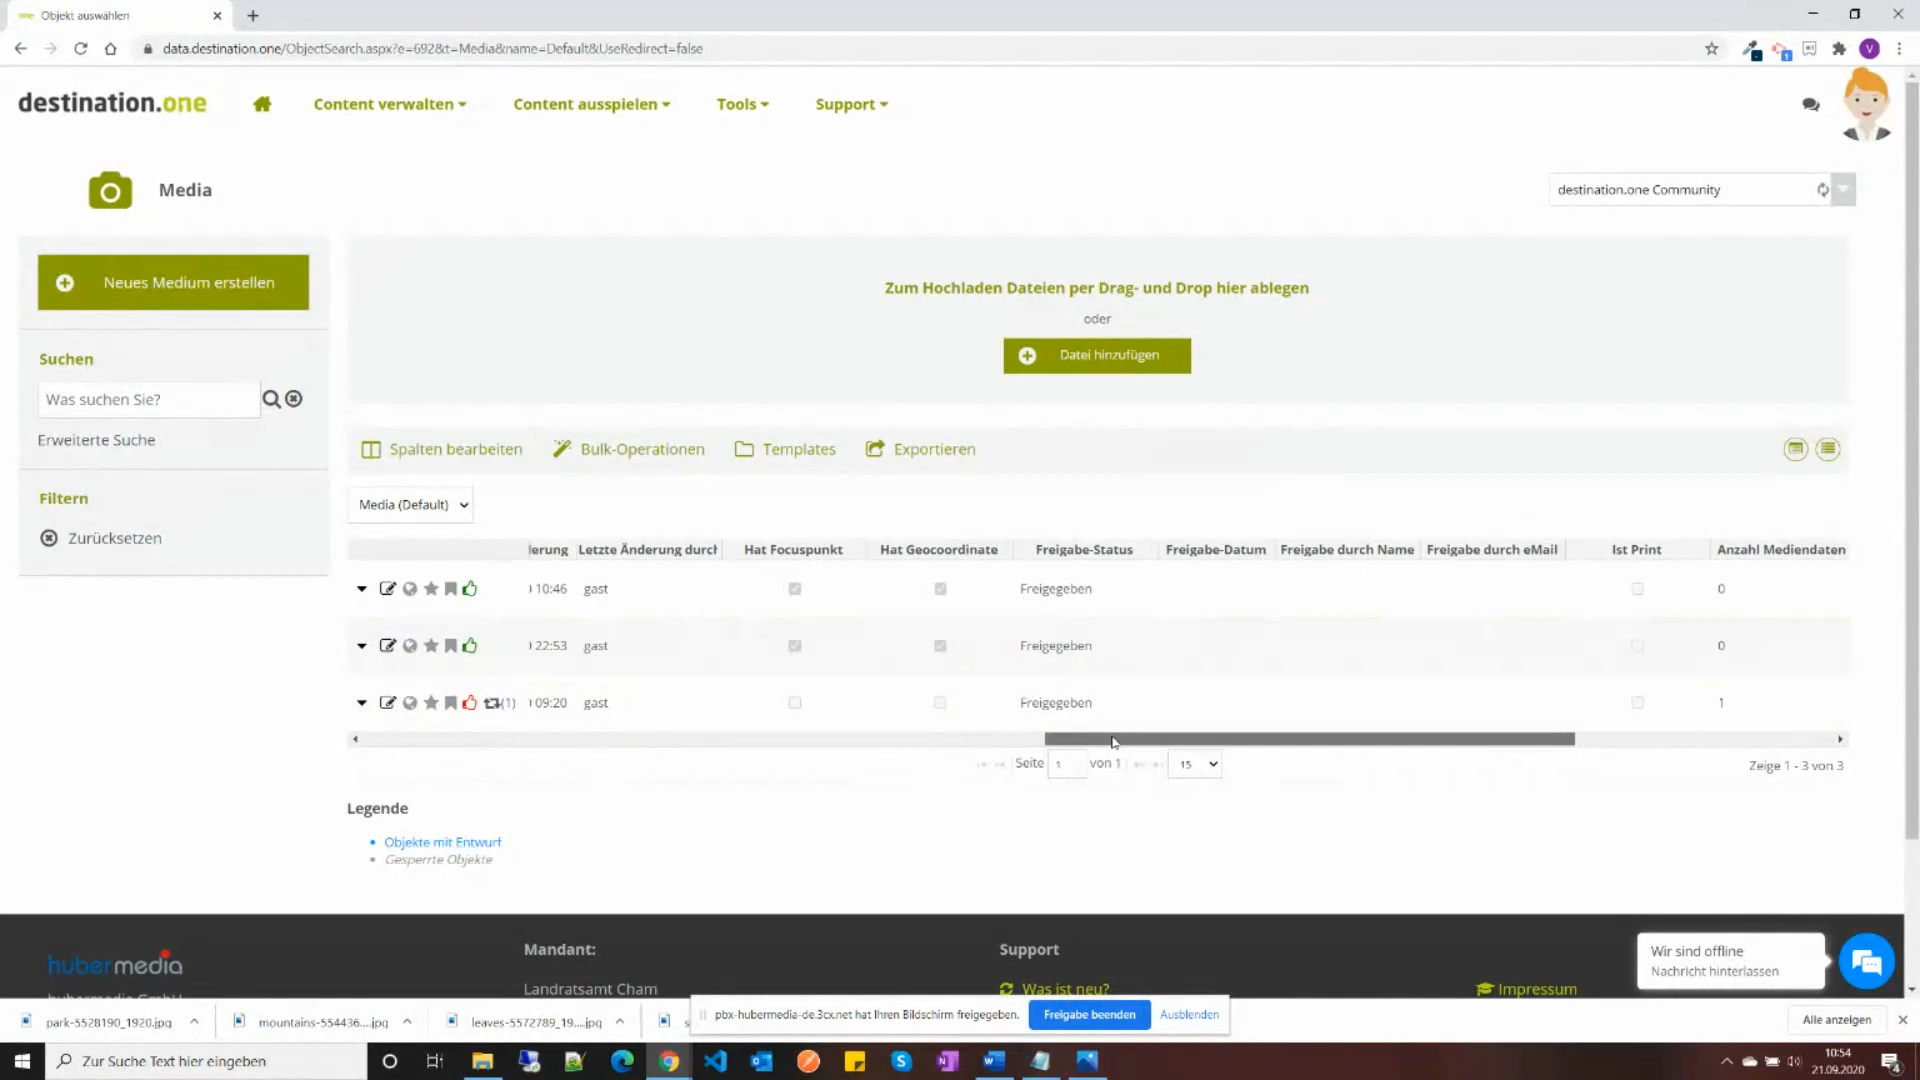 one Objekt auswählen
data.destination.one/ObjectSearch.aspx?e=692&t=Media&name=Default&UseRedirect=false
V
destination.one
Content verwalten
Content ausspielen
Tools
Support
Media
destination.one Community
Neues Medium erstellen
Zum Hochladen Dateien per Drag- und Drop hier ablegen
oder
Datei hinzufügen
Suchen
Was suchen Sie?
Erweiterte Suche
Filtern
Zurücksetzen
Spalten bearbeiten
Bulk-Operationen
Templates
Exportieren
Media (Default)
lerung Letzte Änderung durch Hat Focuspunkt Hat Geocoordinate Freigabe-Status Freigabe-Datum Freigabe durch Name Freigabe durch eMail Ist Print Anzahl Mediendaten
10:46 gast Freigegeben 0
22:53 gast Freigegeben 0
(1) 09:20 gast Freigegeben 1
Seite 1 von 1 15
Zeige 1 - 3 von 3
Legende
Objekte mit Entwurf
Gesperrte Objekte
hubermedia
hubermedia GmbH
Mandant:
Landratsamt Cham
Support
Was ist neu?
Impressum
Wir sind offline
Nachricht hinterlassen
park-5528190_1920.jpg
mountains-554436....jpg
leaves-5572789_19....jpg
pbx-hubermedia-de.3cx.net hat Ihren Bildschirm freigegeben.
Freigabe beenden
Ausblenden
Alle anzeigen
Zur Suche Text hier eingeben
10:54
21.09.2020
4